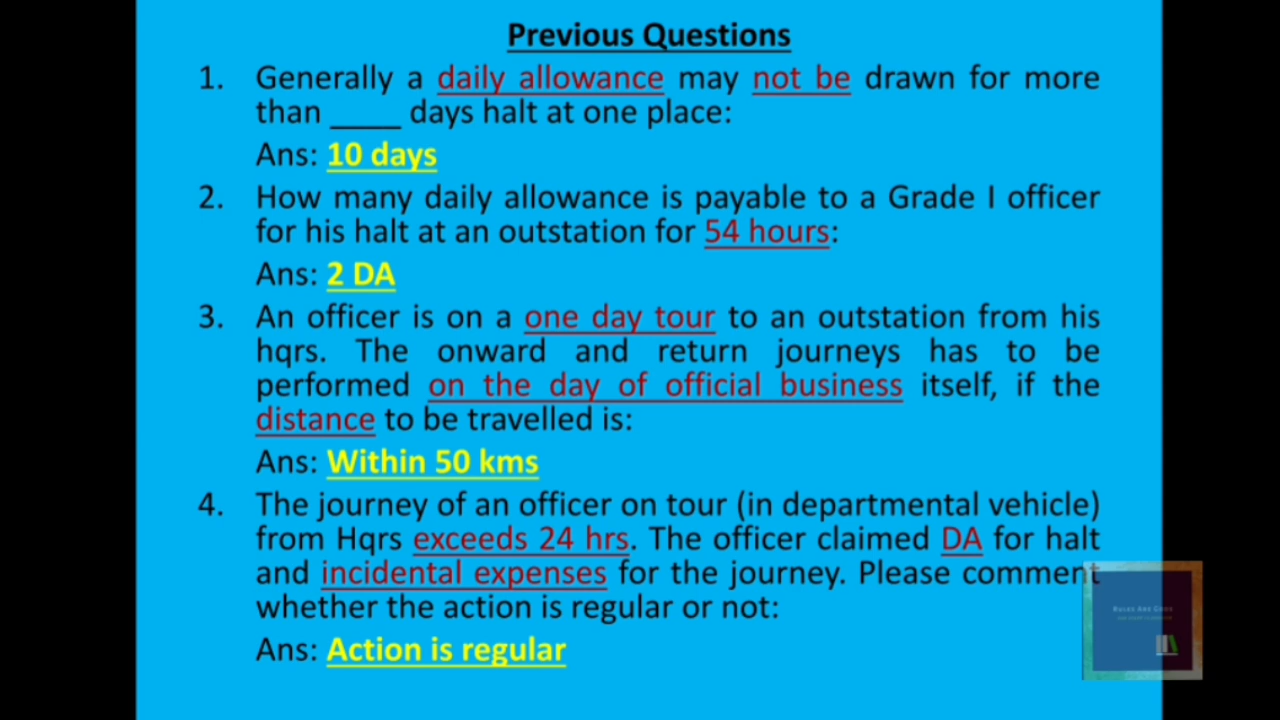 Previous Questions
1. Generally a daily allowance may not be drawn for more
than ____ days halt at one place:
Ans: 10 days
2. How many daily allowance is payable to a Grade I officer
for his halt at an outstation for 54 hours:
Ans: 2 DA
3. An officer is on a one day tour to an outstation from his
hqrs. The onward and return journeys has to be
performed on the day of official business itself, if the
distance to be travelled is:
Ans: Within 50 kms
4. The journey of an officer on tour (in departmental vehicle)
from Hqrs exceeds 24 hrs. The officer claimed DA for halt
and incidental expenses for the journey. Please comment
whether the action is regular or not:
Ans: Action is regular